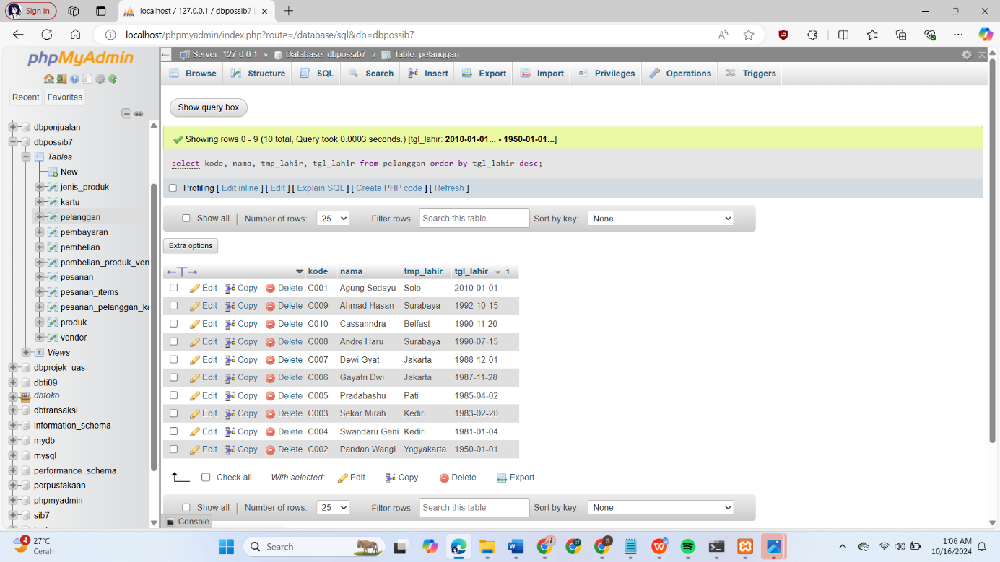 Sign in
localhost / 127.0.0.1 / dbpossib7 |
localhost/phpmyadmin/index.php?route=/database/sql&db=dbpossib7
phpMyAdmin
Recent Favorites
dbpenjualan
dbpossib7
Tables
New
jenis_produk
kartu
pelanggan
pembayaran
pembelian
pembelian_produk_ven
pesanan
pesanan_items
pesanan_pelanggan_ka
produk
vendor
Views
dbprojek_uas
dbti09
dbtoko
dbtransaksi
information_schema
mydb
mysql
performance_schema
perpustakaan
phpmyadmin
sib7
Server: 127.0.0.1 » Database: dbpossib7 » Table: pelanggan
Browse Structure SQL Search Insert Export Import Privileges Operations Triggers
Show query box
Showing rows 0 - 9 (10 total, Query took 0.0003 seconds.) [tgl_lahir: 2010-01-01... - 1950-01-01...]
select kode, nama, tmp_lahir, tgl_lahir from pelanggan order by tgl_lahir desc;
Profiling [ Edit inline ] [ Edit ] [ Explain SQL ] [ Create PHP code ] [ Refresh ]
Show all | Number of rows: 25 Filter rows: Search this table Sort by key: None
Extra options
←T→ kode nama tmp_lahir tgl_lahir 1
Edit Copy Delete C001 Agung Sedayu Solo 2010-01-01
Edit Copy Delete C009 Ahmad Hasan Surabaya 1992-10-15
Edit Copy Delete C010 Cassanndra Belfast 1990-11-20
Edit Copy Delete C008 Andre Haru Surabaya 1990-07-15
Edit Copy Delete C007 Dewi Gyat Jakarta 1988-12-01
Edit Copy Delete C006 Gayatri Dwi Jakarta 1987-11-28
Edit Copy Delete C005 Pradabashu Pati 1985-04-02
Edit Copy Delete C003 Sekar Mirah Kediri 1983-02-20
Edit Copy Delete C004 Swandaru Geni Kediri 1981-01-04
Edit Copy Delete C002 Pandan Wangi Yogyakarta 1950-01-01
Check all With selected: Edit Copy Delete Export
Show all | Number of rows: 25 Filter rows: Search this table Sort by key: None
Console
4
27°C
Cerah
Search
1:06 AM
10/16/2024